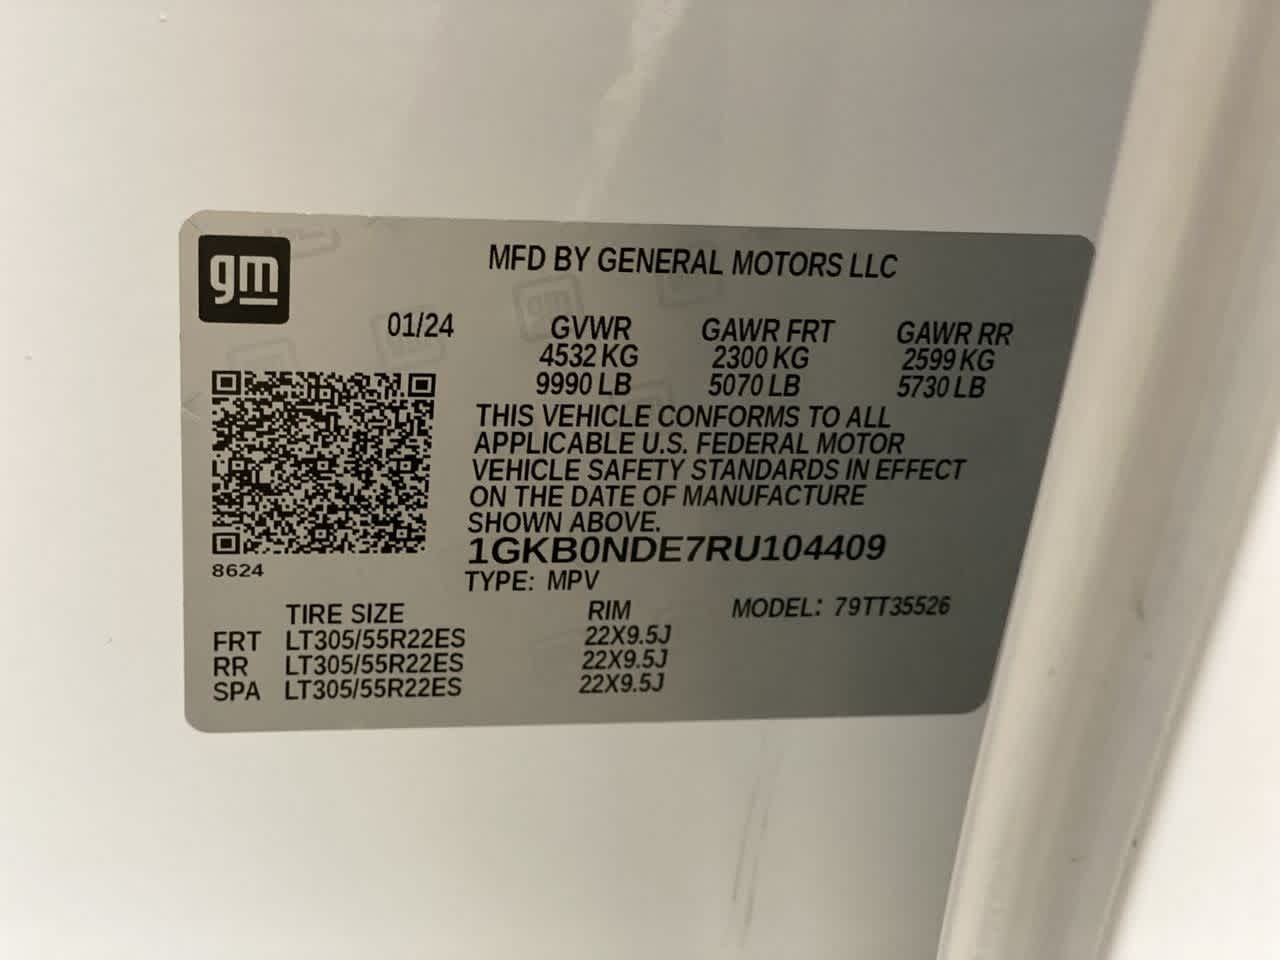 gm
MFD BY GENERAL MOTORS LLC
01/24 GVWR GAWR FRT GAWR RR
4532 KG 2300 KG 2599 KG
9990 LB 5070 LB 5730 LB
THIS VEHICLE CONFORMS TO ALL
APPLICABLE U.S. FEDERAL MOTOR
VEHICLE SAFETY STANDARDS IN EFFECT
ON THE DATE OF MANUFACTURE
SHOWN ABOVE.
1GKB0NDE7RU104409
8624
TYPE: MPV
TIRE SIZE RIM MODEL: 79TT35526
FRT LT305/55R22ES 22X9.5J
RR LT305/55R22ES 22X9.5J
SPA LT305/55R22ES 22X9.5J